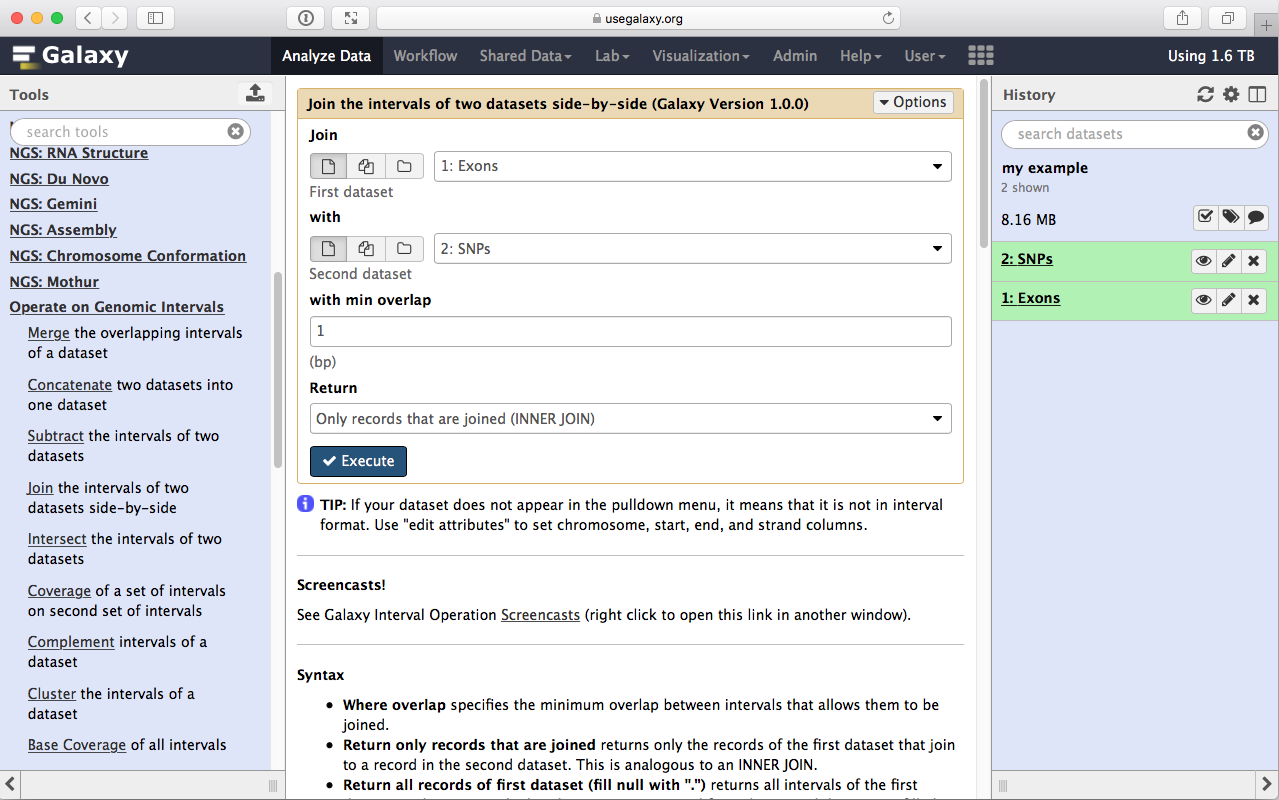 usegalaxy.org
Galaxy
Analyze Data
Workflow
Shared Data
Lab
Visualization
Admin
Help
User
Using 1.6 TB
Tools
search tools
NGS: RNA Structure
NGS: Du Novo
NGS: Gemini
NGS: Assembly
NGS: Chromosome Conformation
NGS: Mothur
Operate on Genomic Intervals
Merge the overlapping intervals
of a dataset
Concatenate two datasets into
one dataset
Subtract the intervals of two
datasets
Join the intervals of two
datasets side-by-side
Intersect the intervals of two
datasets
Coverage of a set of intervals
on second set of intervals
Complement intervals of a
dataset
Cluster the intervals of a
dataset
Base Coverage of all intervals
Join the intervals of two datasets side-by-side (Galaxy Version 1.0.0)
Options
Join
1: Exons
First dataset
with
2: SNPs
Second dataset
with min overlap
1
(bp)
Return
Only records that are joined (INNER JOIN)
Execute
TIP: If your dataset does not appear in the pulldown menu, it means that it is not in interval
format. Use "edit attributes" to set chromosome, start, end, and strand columns.
Screencasts!
See Galaxy Interval Operation Screencasts (right click to open this link in another window).
Syntax
• Where overlap specifies the minimum overlap between intervals that allows them to be
joined.
• Return only records that are joined returns only the records of the first dataset that join
to a record in the second dataset. This is analogous to an INNER JOIN.
• Return all records of first dataset (fill null with ".") returns all intervals of the first
History
search datasets
my example
2 shown
8.16 MB
2: SNPs
1: Exons